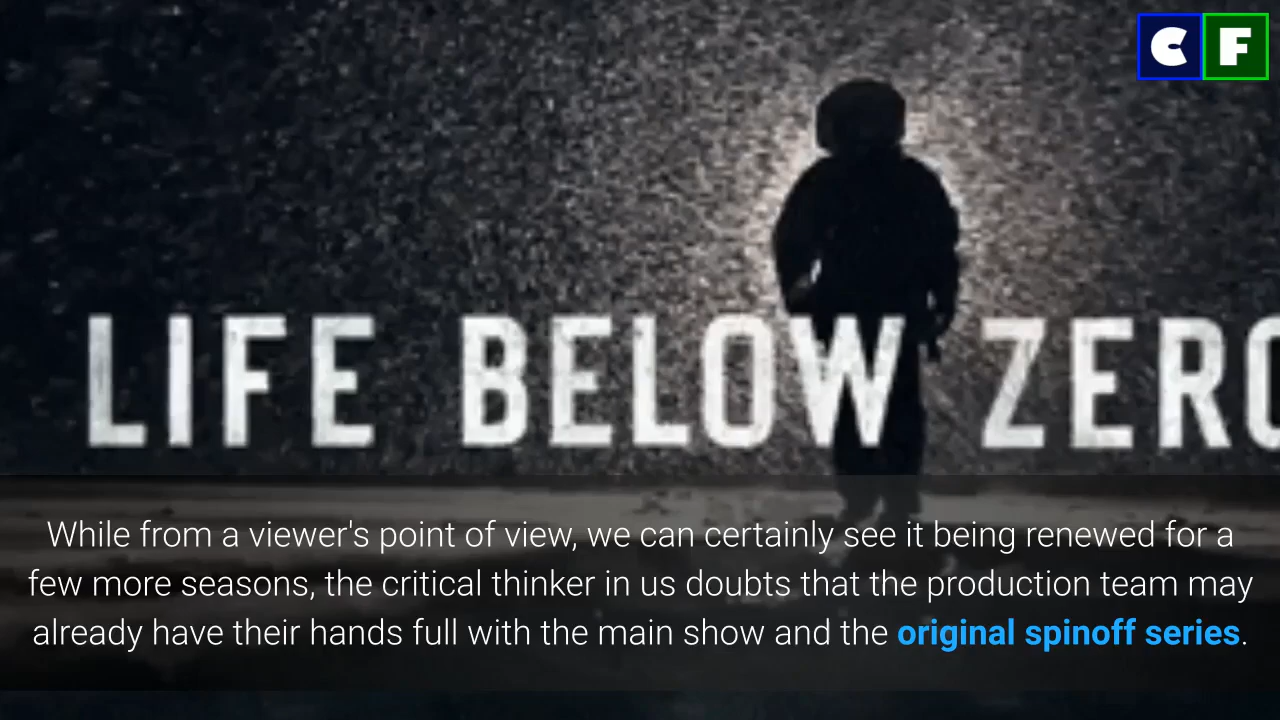 C F
LIFE BELOW ZERO
While from a viewer's point of view, we can certainly see it being renewed for a
few more seasons, the critical thinker in us doubts that the production team may
already have their hands full with the main show and the original spinoff series.